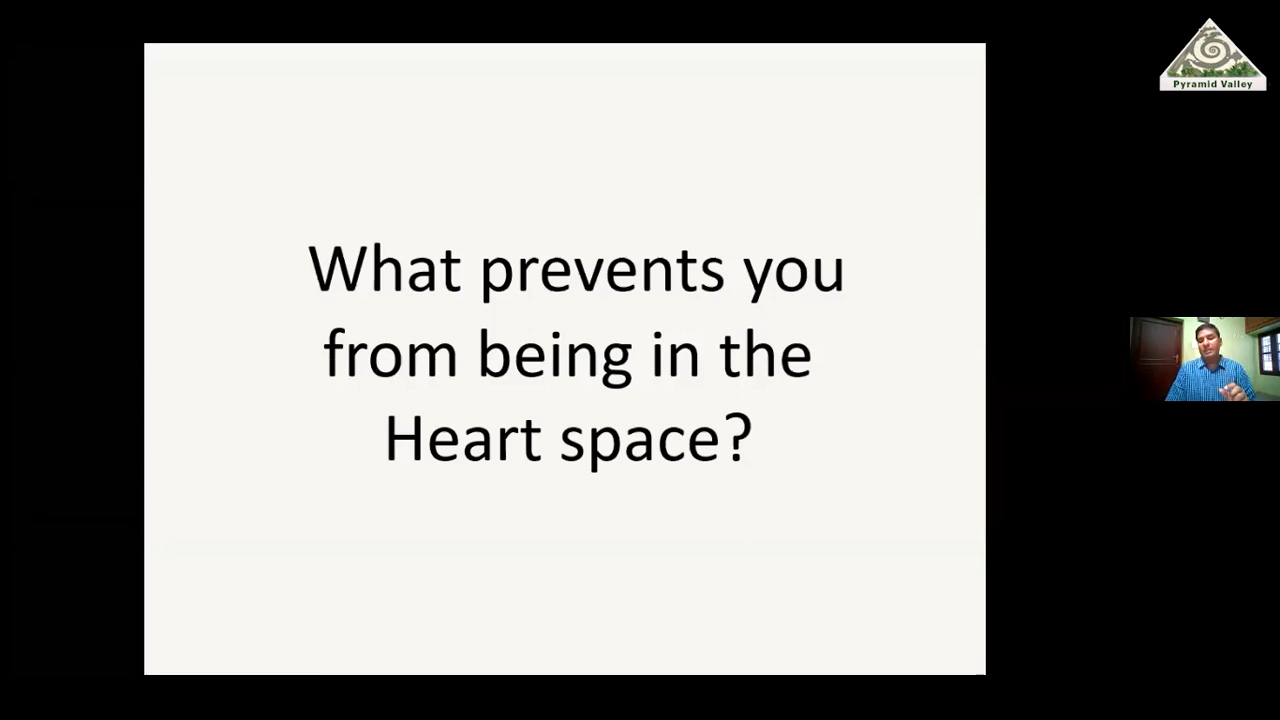 What prevents you
from being in the
Heart space?
Pyramid Valley